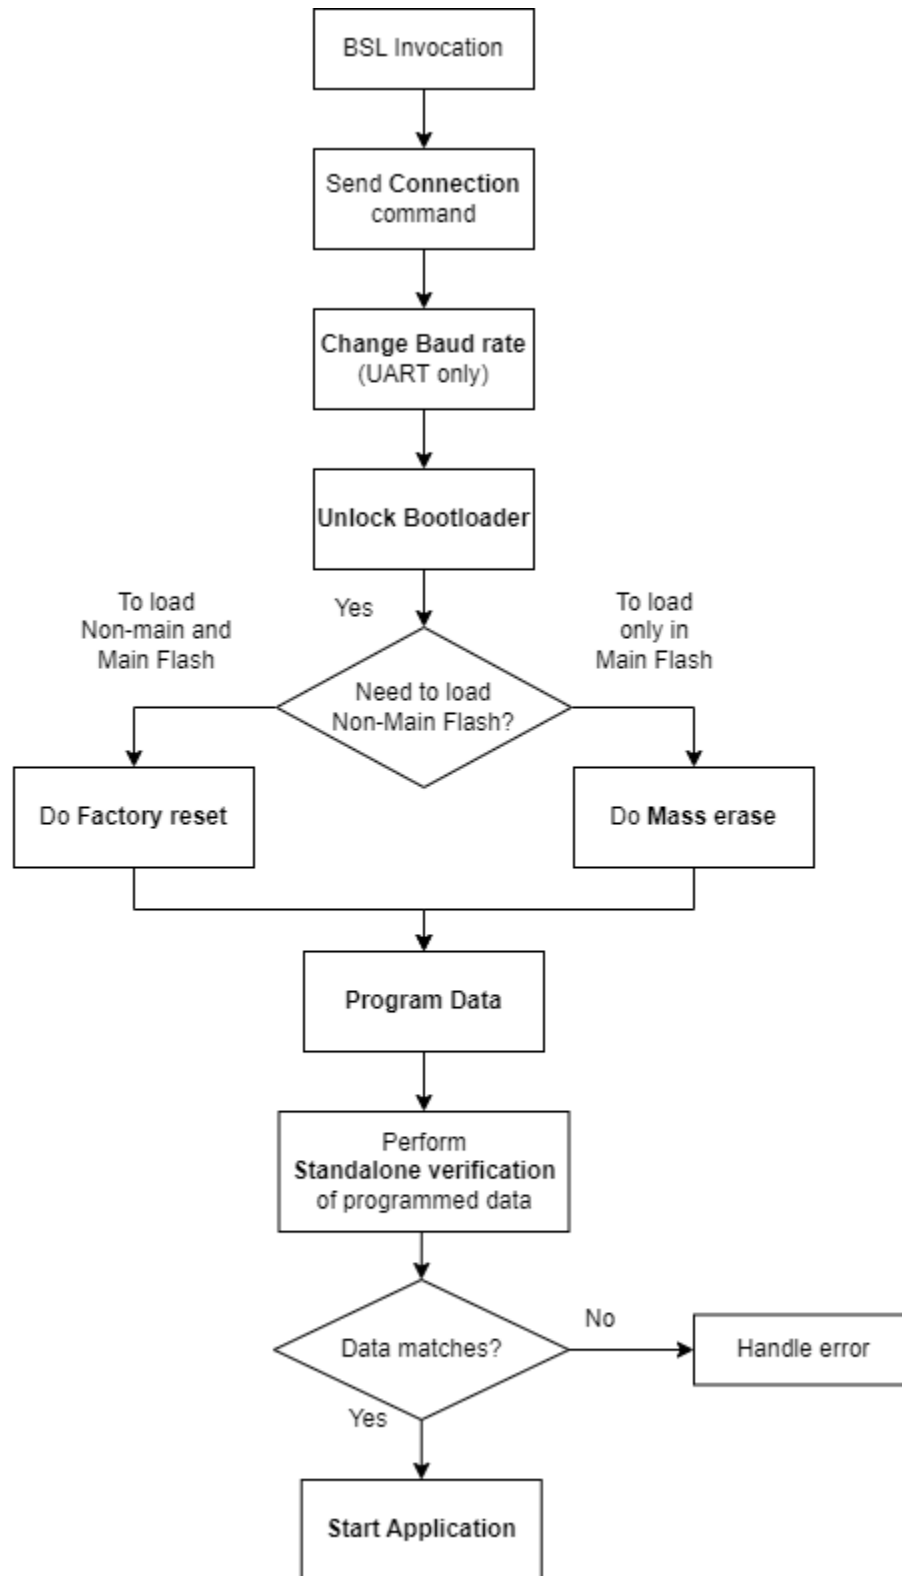 BSL Invocation
Send Connection
command
Change Baud rate
(UART only)
Unlock Bootloader
Yes
To load
Non-main and
Main Flash
To load
only in
Main Flash
Need to load
Non-Main Flash?
Do Factory reset
Do Mass erase
Program Data
Perform
Standalone verification
of programmed data
Data matches?
No
Handle error
Yes
Start Application